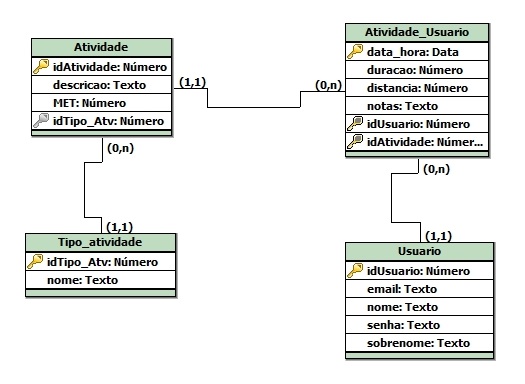 Atividade
idAtividade: Número
descricao: Texto
MET: Número
idTipo_Atv: Número
(1,1)
(0,n)
Atividade_Usuario
data_hora: Data
duracao: Número
distancia: Número
notas: Texto
idUsuario: Número
idAtividade: Númer...
(0,n)
(1,1)
Tipo_atividade
idTipo_Atv: Número
nome: Texto
(0,n)
(1,1)
Usuario
idUsuario: Número
email: Texto
nome: Texto
senha: Texto
sobrenome: Texto